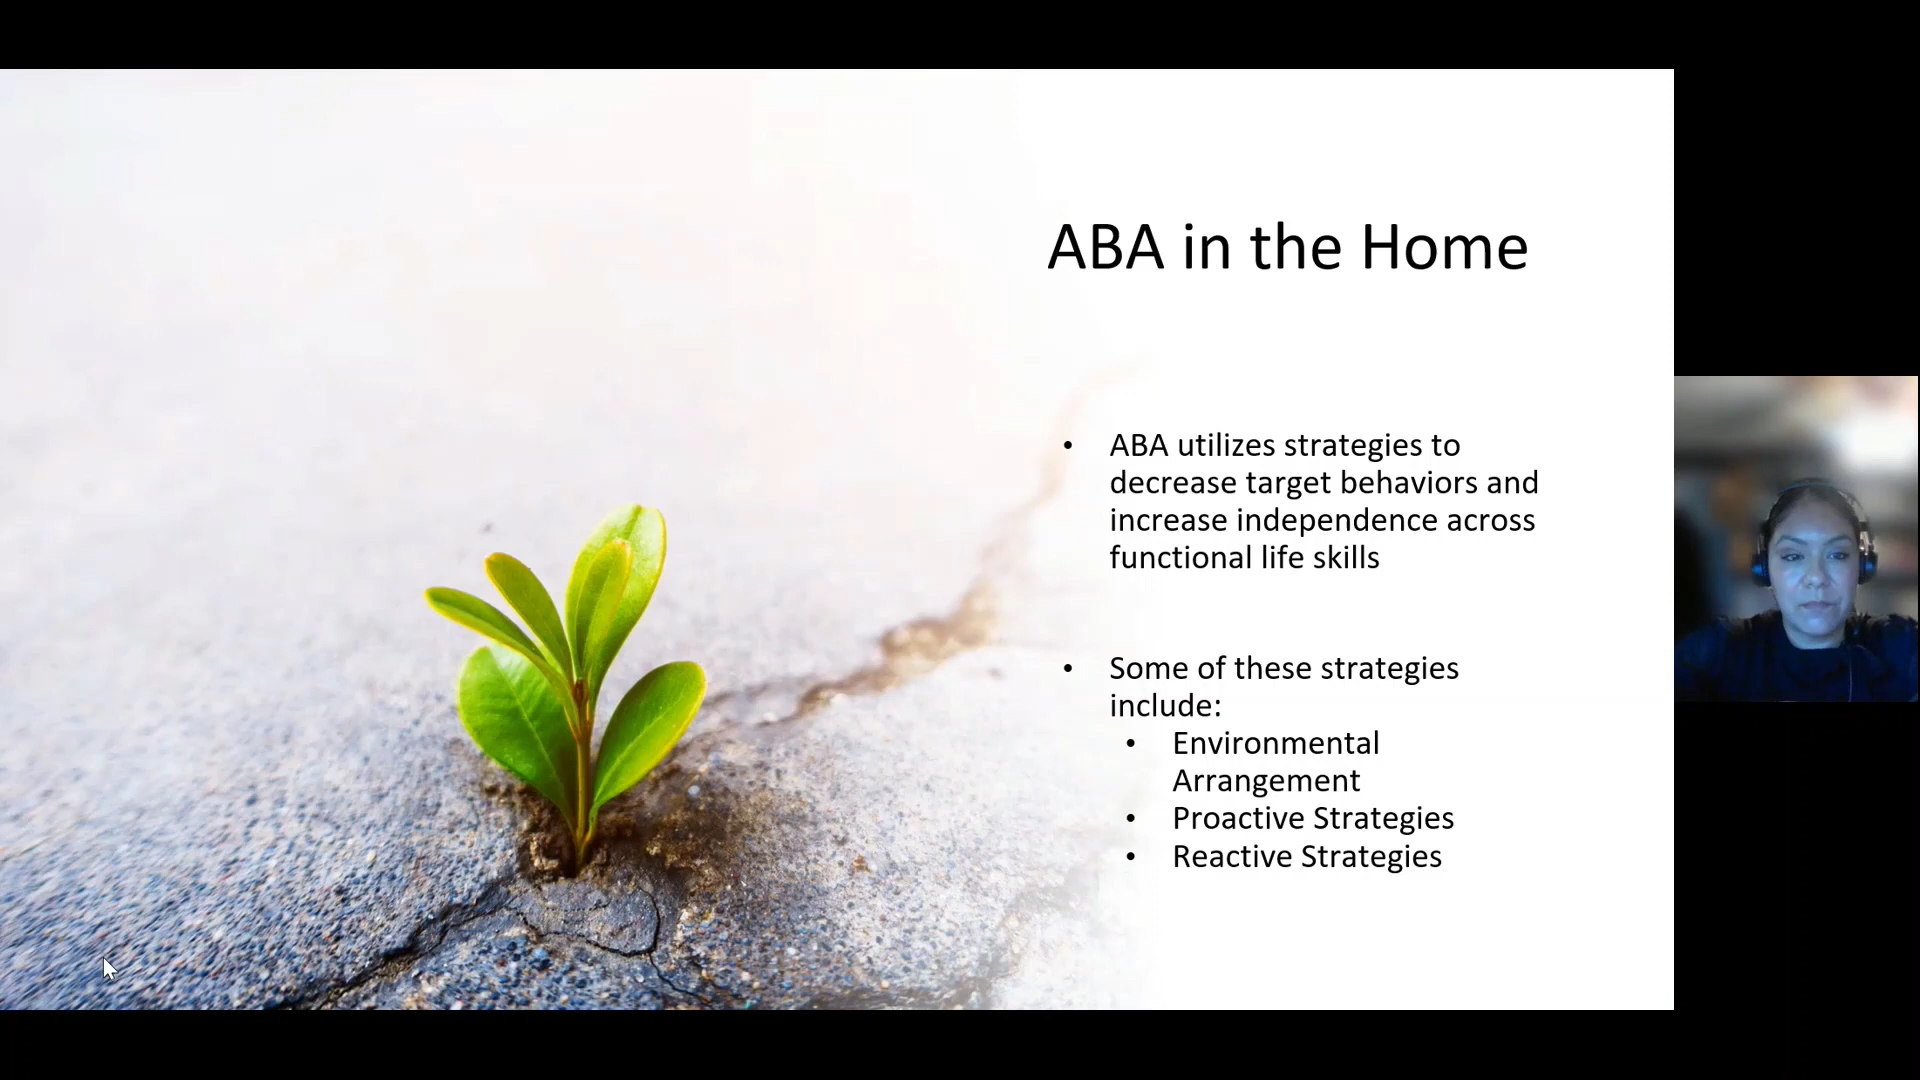 ABA in the Home
• ABA utilizes strategies to
decrease target behaviors and
increase independence across
functional life skills
• Some of these strategies
include:
• Environmental
Arrangement
• Proactive Strategies
• Reactive Strategies